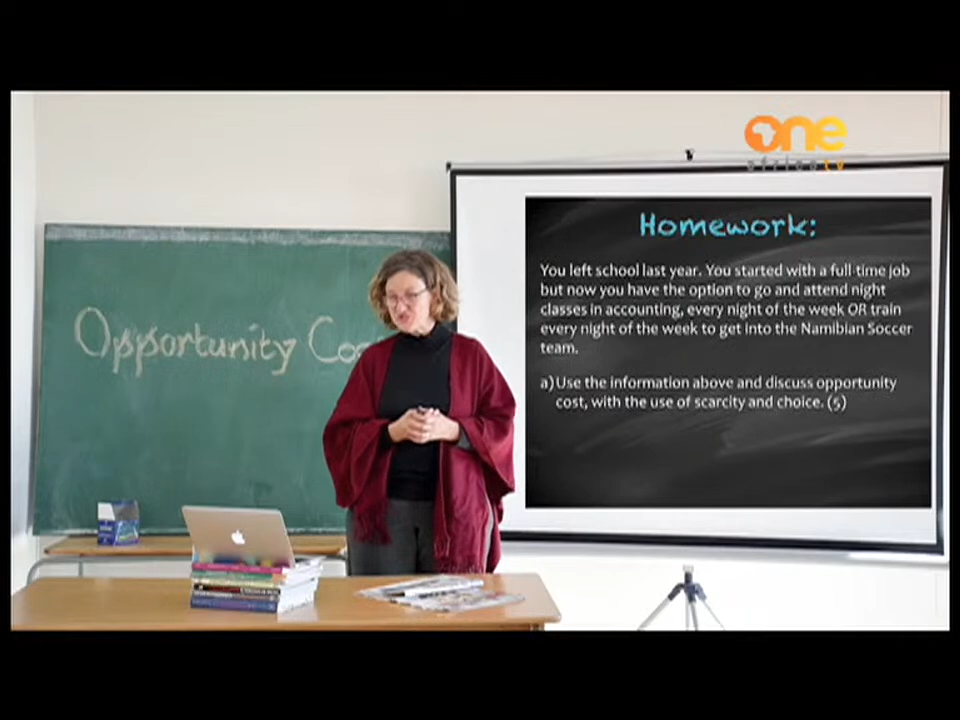 one
african tv
Homework:
You left school last year. You started with a full-time job
but now you have the option to go and attend night
classes in accounting, every night of the week OR train
every night of the week to get into the Namibian Soccer
team.
a) Use the information above and discuss opportunity
cost, with the use of scarcity and choice. (5)
Opportunity Co